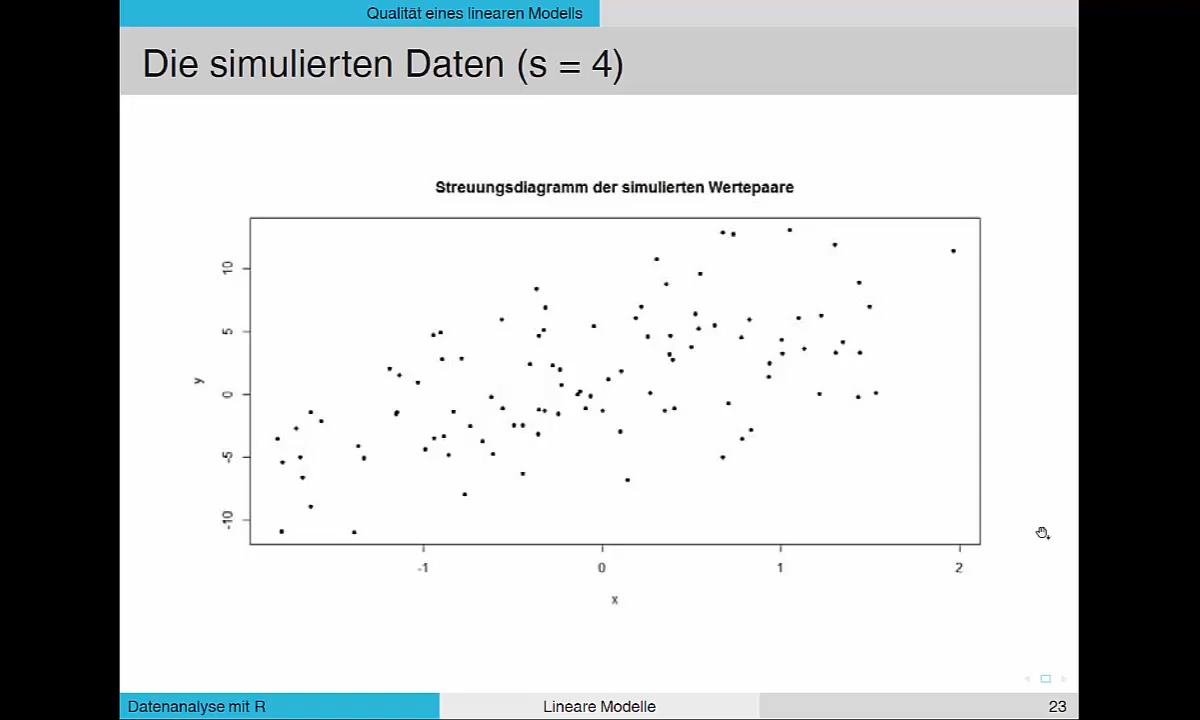 Qualität eines linearen Modells
Die simulierten Daten (s = 4)
Streuungsdiagramm der simulierten Wertepaare
10
5
0
-5
-10
y
-1 0 1 2
x
Datenanalyse mit R Lineare Modelle 23